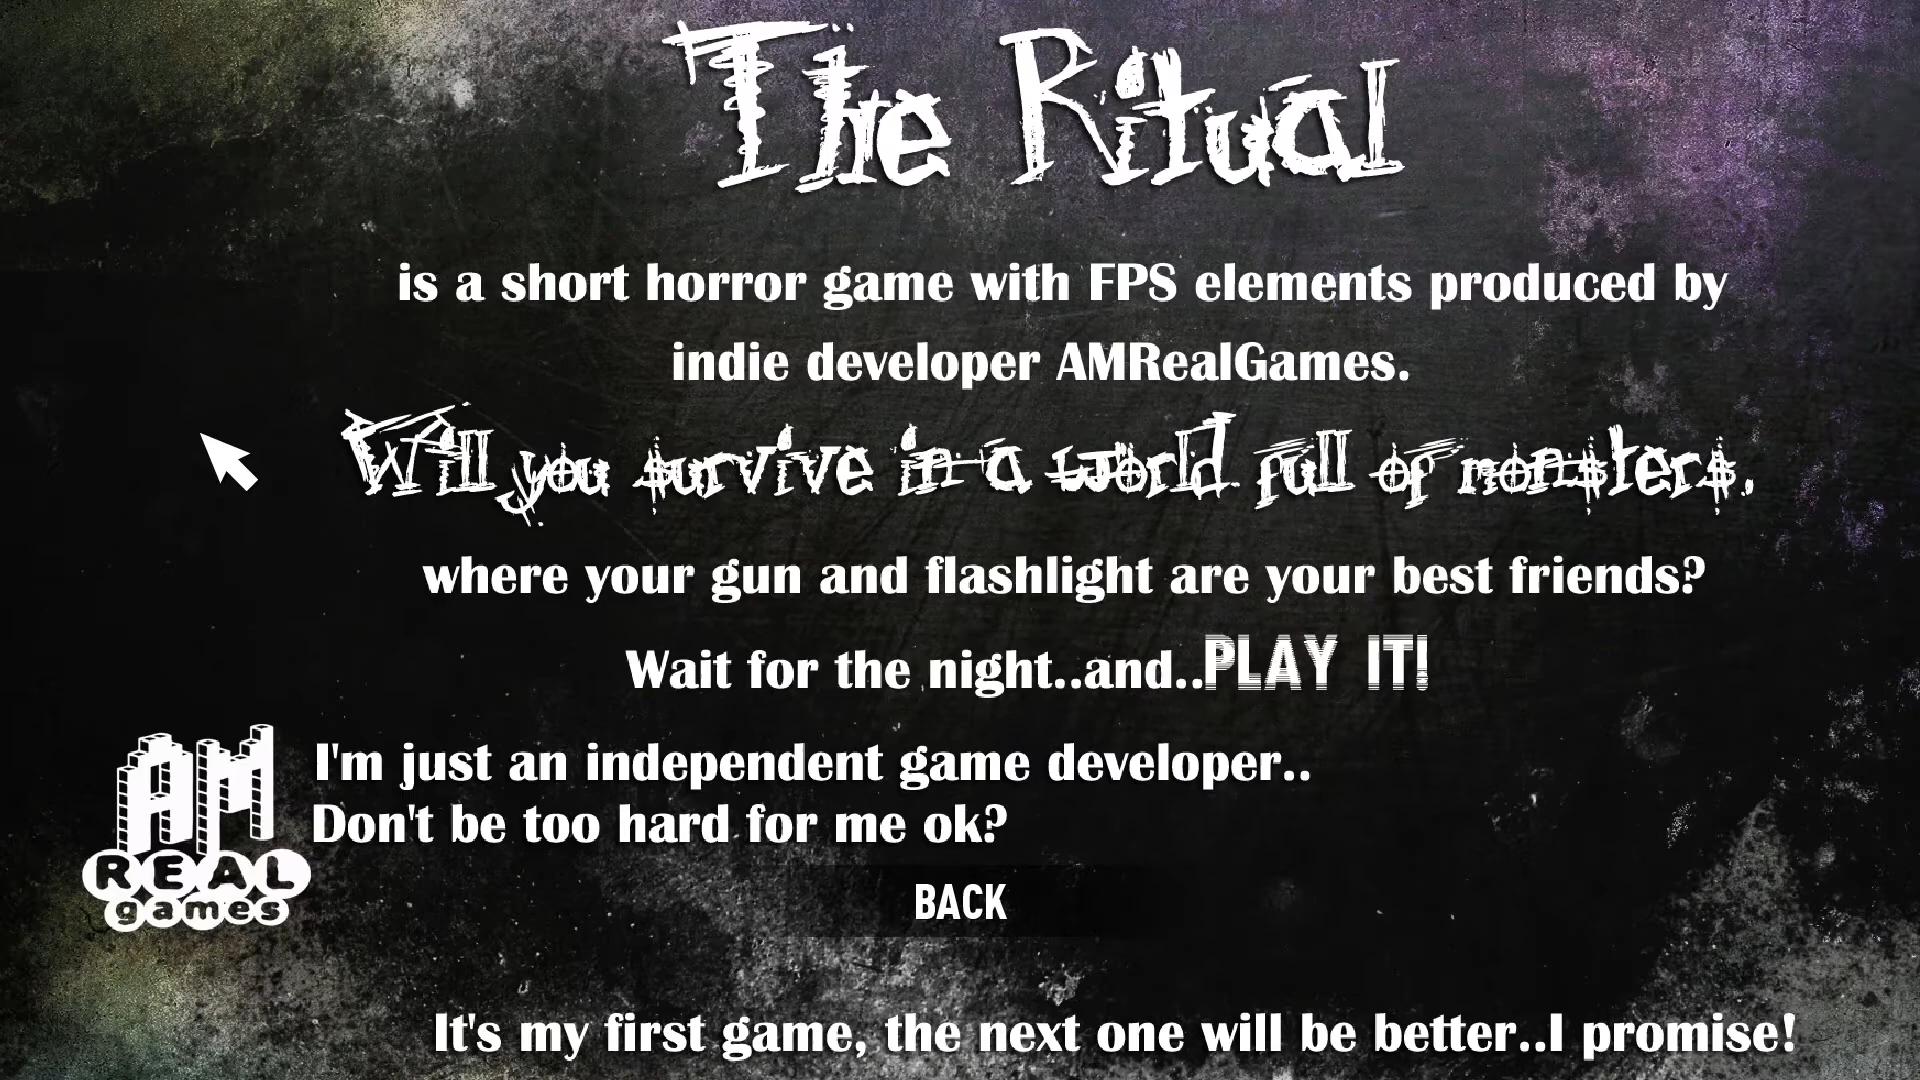 The Ritual
is a short horror game with FPS elements produced by
indie developer AMRealGames.
Will you survive in a world full of monsters,
where your gun and flashlight are your best friends?
Wait for the night..and..PLAY IT!
AM
REAL
games
I'm just an independent game developer..
Don't be too hard for me ok?
BACK
It's my first game, the next one will be better..I promise!